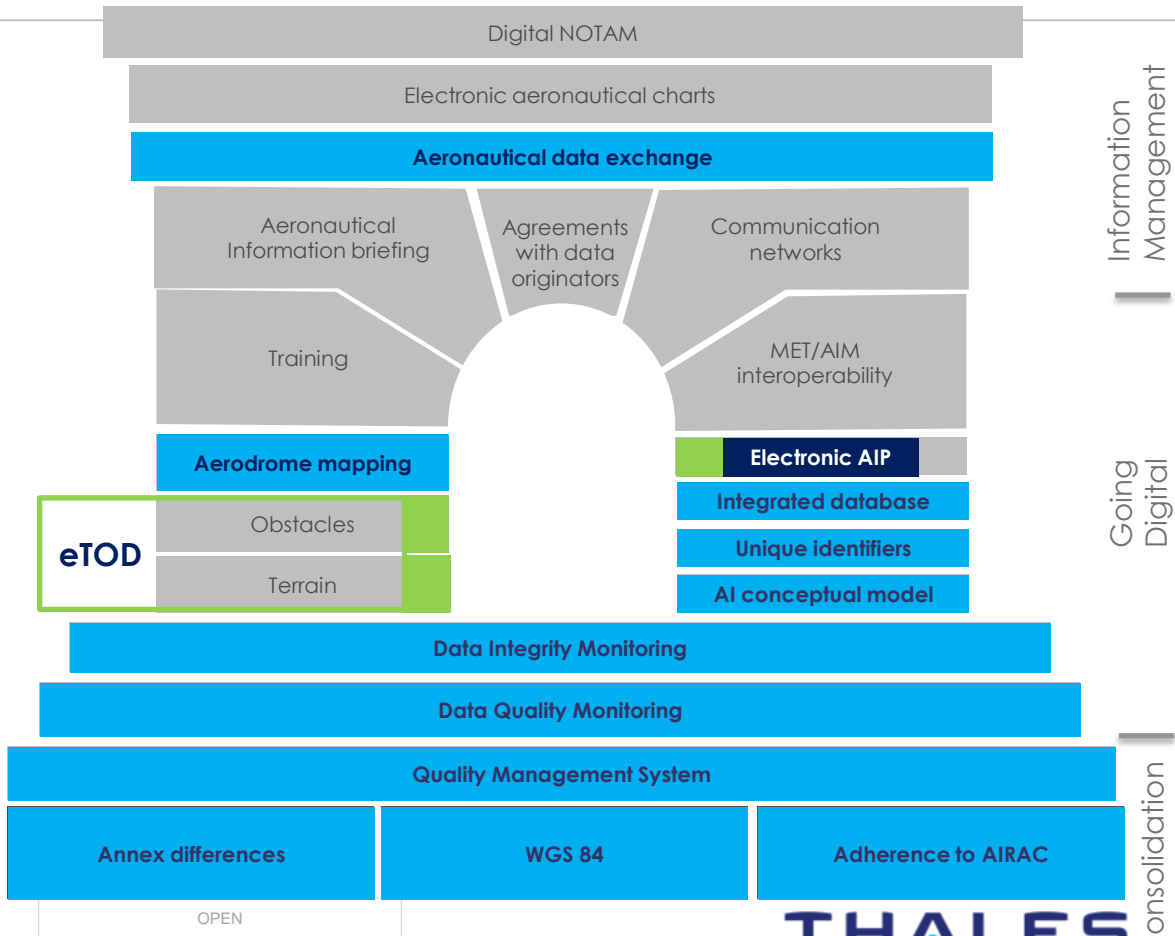 Digital NOTAM
Electronic aeronautical charts
Aeronautical data exchange
Aeronautical
Information briefing
Agreements
with data
originators
Communication
networks
Training
MET/AIM
interoperability
Aerodrome mapping
Electronic AIP
Obstacles
eTOD
Terrain
Integrated database
Unique identifiers
AI conceptual model
Data Integrity Monitoring
Data Quality Monitoring
Quality Management System
Annex differences
WGS 84
Adherence to AIRAC
Information
Management
Going
Digital
onsolidation
OPEN
THALES